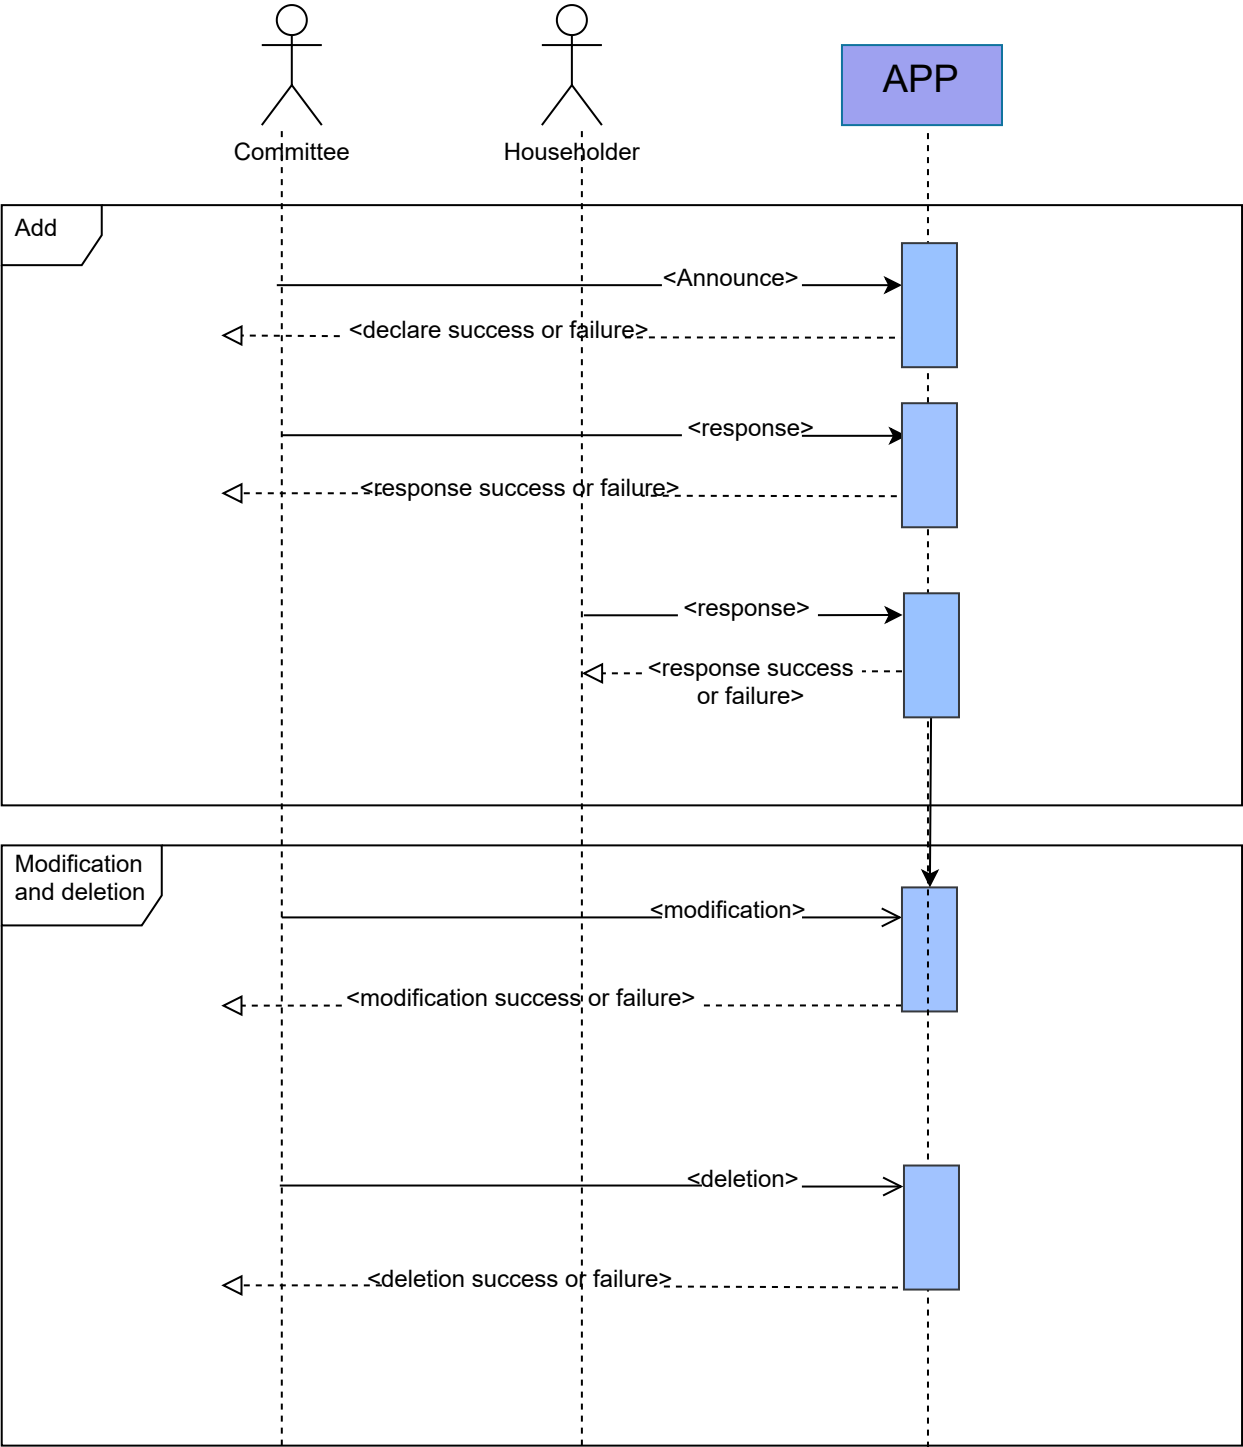 Committee
Householder
APP
Add
<Announce>
<declare success or failure>
<response>
<response success or failure>
<response>
<response success
or failure>
Modification
and deletion
<modification>
<modification success or failure>
<deletion>
<deletion success or failure>